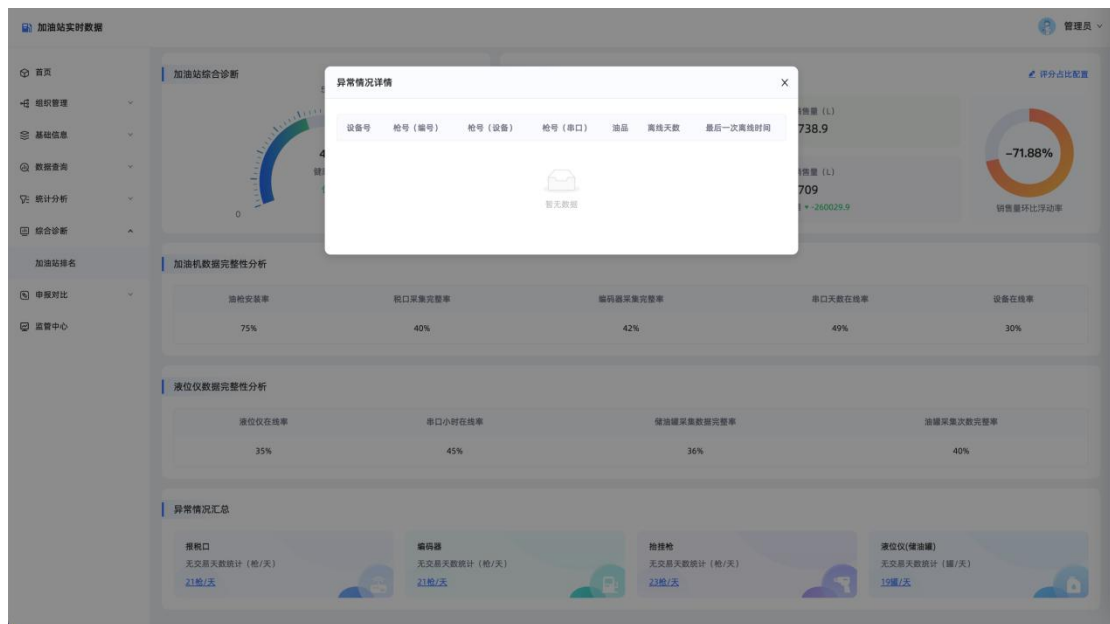 加油站实时数据
管理员
首页
组织管理
基础信息
数据查询
统计分析
综合诊断
加油站排名
申报对比
监管中心
加油站综合诊断
评分占比配置
0
异常情况详情
X
设备号 枪号（编号） 枪号（设备） 枪号（串口） 油品 离线天数 最后一次离线时间
暂无数据
售量（L）
738.9
售量（L）
709
-260029.9
-71.88%
销售量环比浮动率
加油机数据完整性分析
油枪安装率 税口采集完整率 编码器采集完整率 串口天数在线率 设备在线率
75% 40% 42% 49% 30%
液位仪数据完整性分析
液位仪在线率 串口小时在线率 储油罐采集数据完整率 油罐采集次数完整率
35% 45% 36% 40%
异常情况汇总
报税口
无交易天数统计（枪/天）
21枪/天
编码器
无交易天数统计（枪/天）
21枪/天
抬挂枪
无交易天数统计（枪/天）
23枪/天
液位仪(储油罐)
无交易天数统计（罐/天）
19罐/天